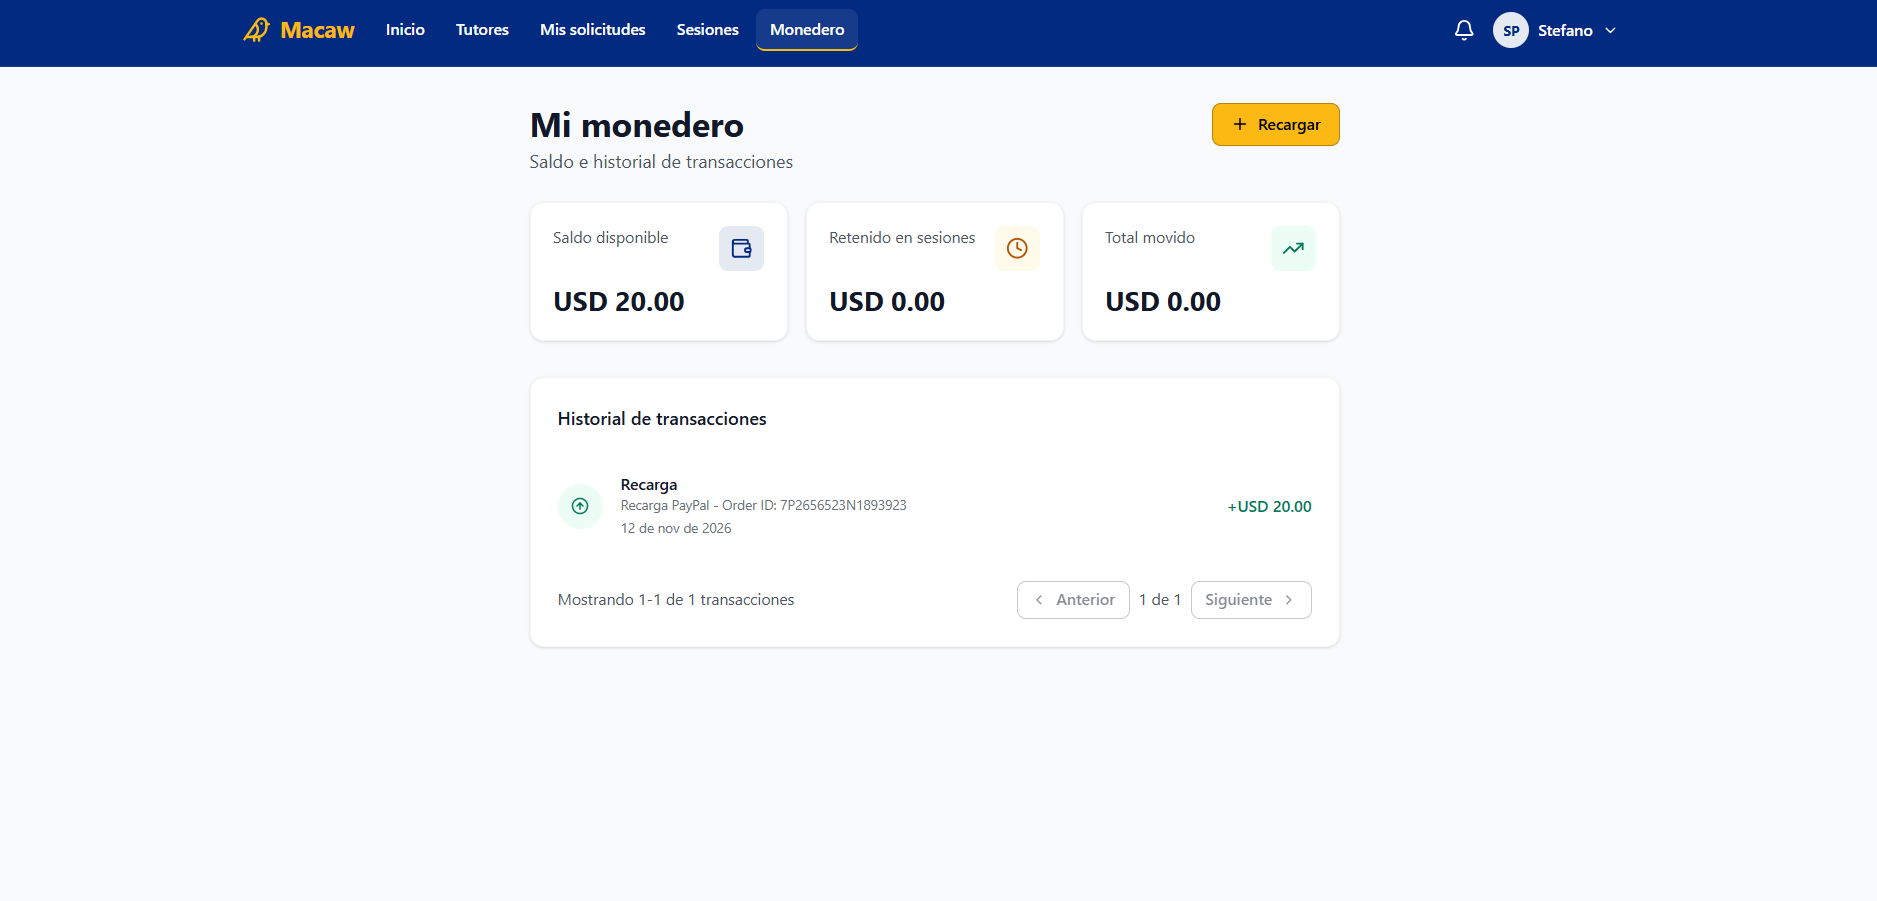 Macaw
Inicio
Tutores
Mis solicitudes
Sesiones
Monedero
SP
Stefano
Mi monedero
Recargar
Saldo e historial de transacciones
Saldo disponible
USD 20.00
Retenido en sesiones
USD 0.00
Total movido
USD 0.00
Historial de transacciones
Recarga
Recarga PayPal - Order ID: 7P2656523N1893923
12 de nov de 2026
+USD 20.00
Mostrando 1-1 de 1 transacciones
Anterior
1 de 1
Siguiente